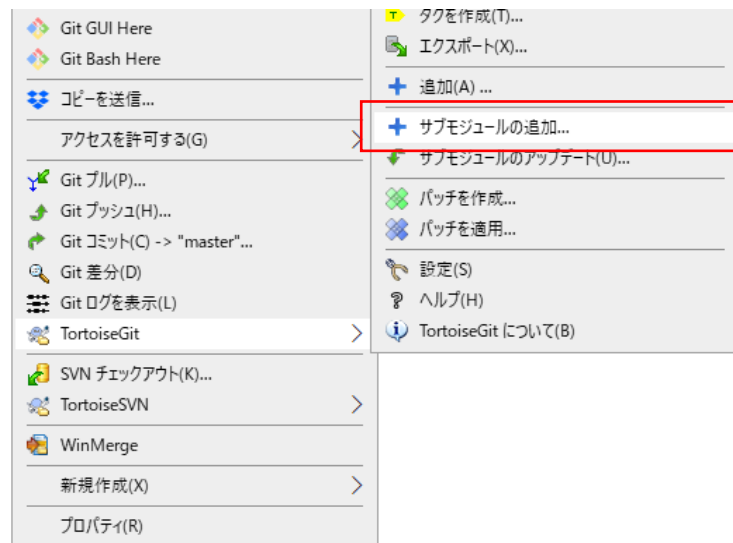 Git GUI Here
Git Bash Here
コピーを送信...
アクセスを許可する(G)
Git プル(P)...
Git プッシュ(H)...
Git コミット(C) -> "master"...
Git 差分(D)
Git ログを表示(L)
TortoiseGit
SVN チェックアウト(K)...
TortoiseSVN
WinMerge
新規作成(X)
プロパティ(R)
タグを作成(T)...
エクスポート(X)...
追加(A) ...
サブモジュールの追加...
サブモジュールのアップデート(U)...
パッチを作成...
パッチを適用...
設定(S)
ヘルプ(H)
TortoiseGit について(B)